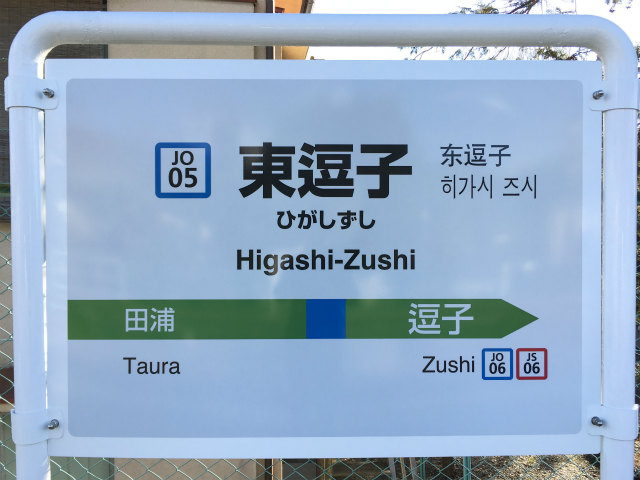 JO
05
東逗子
东逗子
히가시 즈시
ひがしずし
Higashi-Zushi
田浦
逗子
Taura
Zushi
JO
06
JS
06